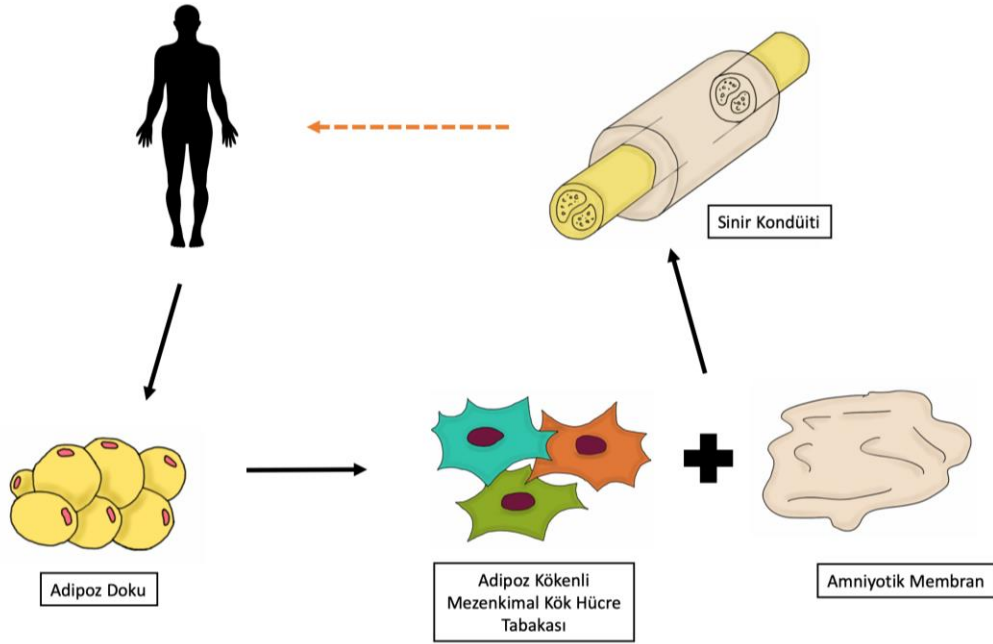 Sinir Kondüiti
Adipoz Doku
Adipoz Kökenli
Mezenkimal Kök Hücre
Tabakası
Amniyotik Membran